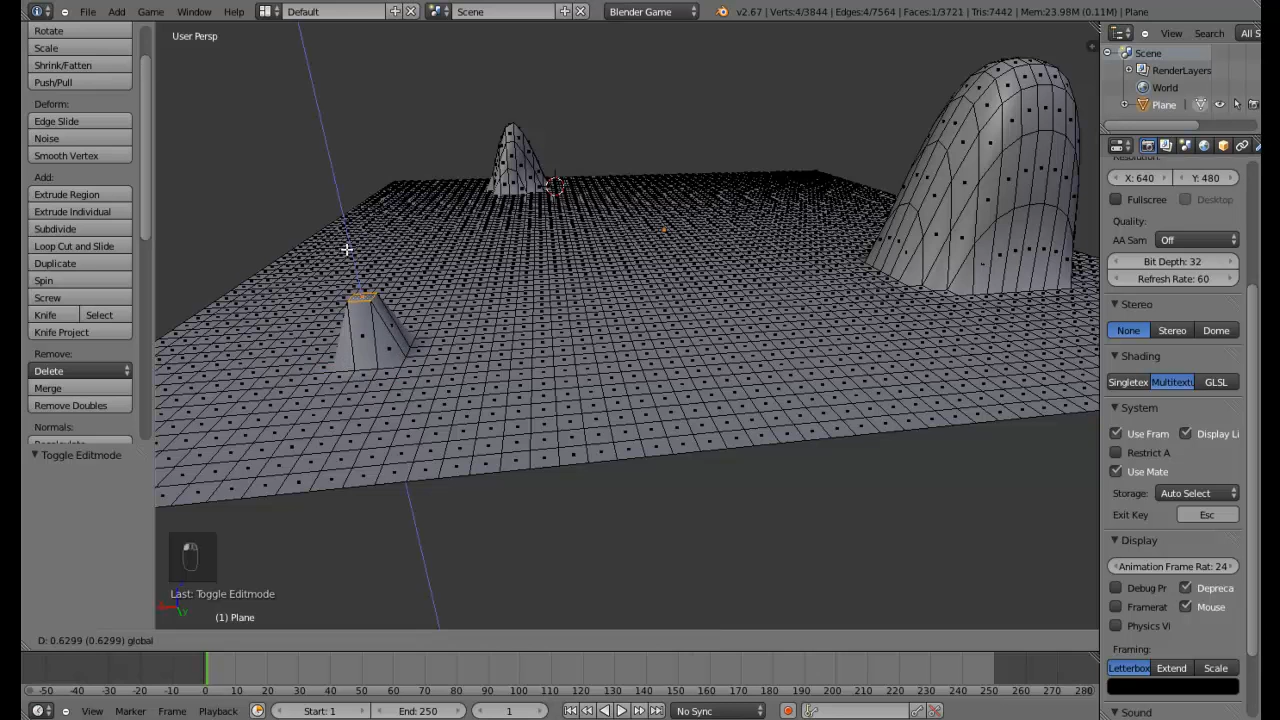 File Add Game Window Help Default Scene Blender Game v2.67 | Verts:4/3844 | Edges:4/7564 | Faces:1/3721 | Tris:7442 | Mem:23.98M (0.11M) | Plane
Rotate
Scale
Shrink/Fatten
Push/Pull
Deform:
Edge Slide
Noise
Smooth Vertex
Add:
Extrude Region
Extrude Individual
Subdivide
Loop Cut and Slide
Duplicate
Spin
Screw
Knife Select
Knife Project
Remove:
Delete
Merge
Remove Doubles
Normals:
Toggle Editmode
User Persp
Last: Toggle Editmode
(1) Plane
D: 0.6299 (0.6299) global
View Search All S
Scene
RenderLayers
World
Plane
Resolution:
X: 640 Y: 480
Fullscree Desktop
Quality:
AA Sam Off
Bit Depth: 32
Refresh Rate: 60
Stereo
None Stereo Dome
Shading
Singletex Multitextu GLSL
System
Use Fram Display Li
Restrict A
Use Mate
Storage: Auto Select
Exit Key Esc
Display
Animation Frame Rat: 24
Debug Pr Depreca
Framerat Mouse
Physics Vi
Framing:
Letterbox Extend Scale
Sound
-50 -40 -30 -20 -10 0 10 20 30 40 50 60 70 80 90 100 110 120 130 140 150 160 170 180 190 200 210 220 230 240 250 260 270 280
View Marker Frame Playback Start: 1 End: 250 1 No Sync